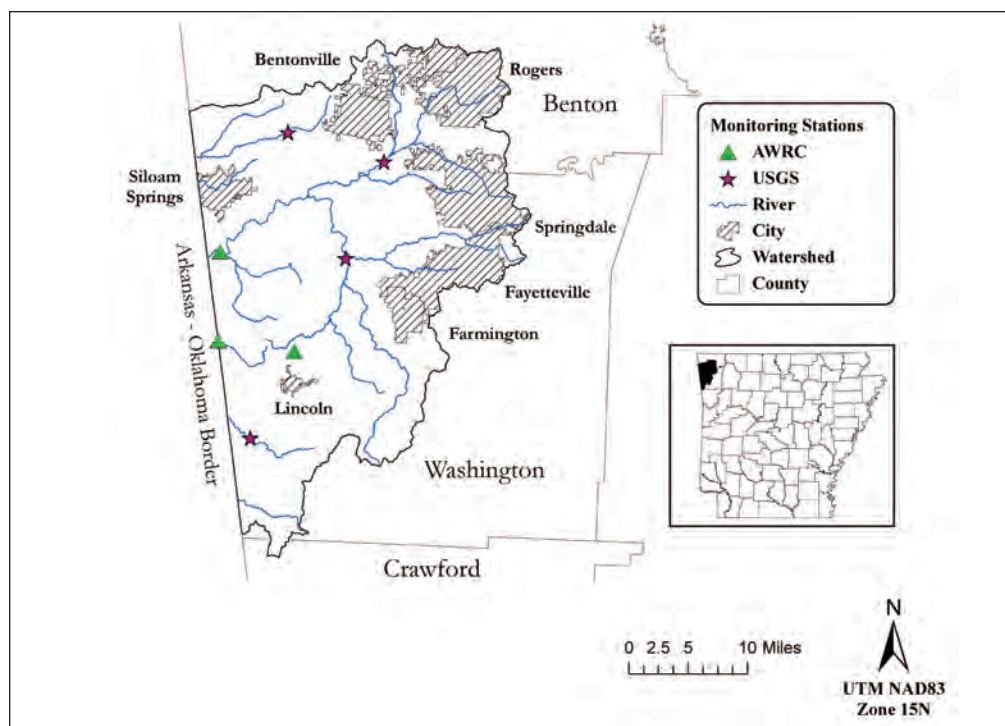 Bentonville
Rogers
Benton
Siloam
Springs
Springdale
Fayetteville
Farmington
Arkansas - Oklahoma Border
Lincoln
Washington
Crawford
Monitoring Stations
AWRC
USGS
River
City
Watershed
County
0 2.5 5 10 Miles
N
UTM NAD83
Zone 15N